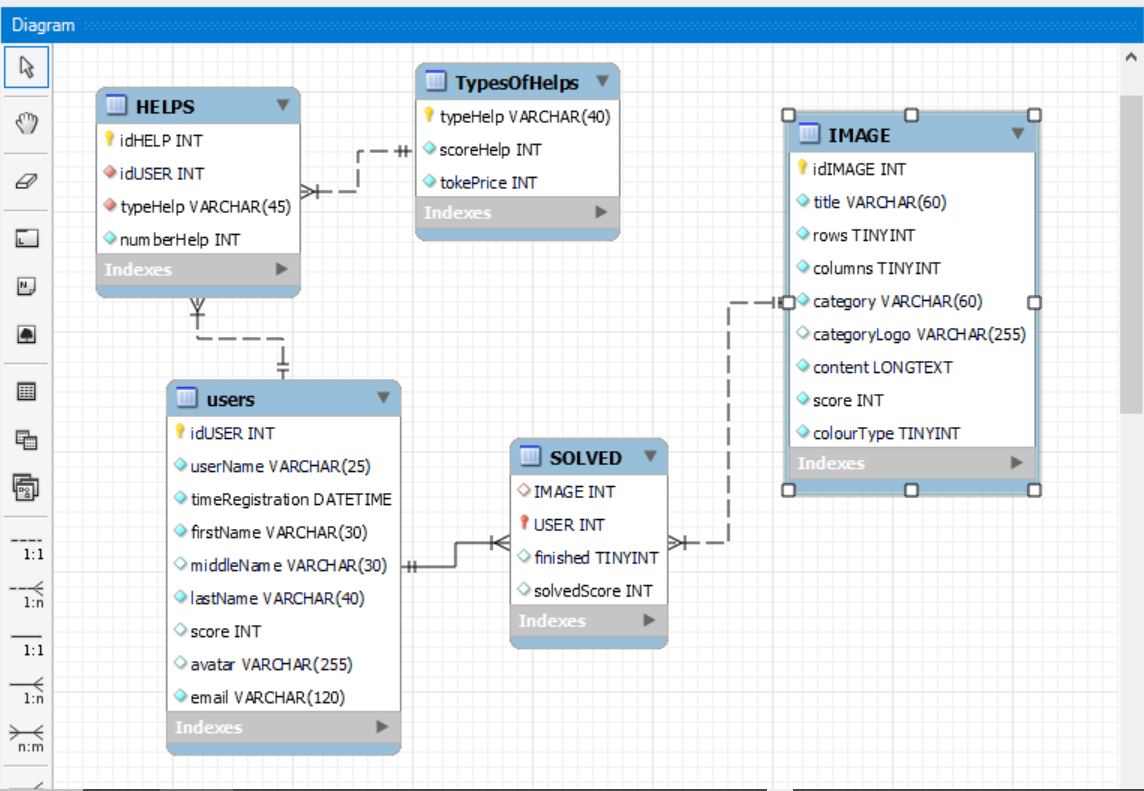 Diagram
HELPS
idHELP INT
idUSER INT
typeHelp VARCHAR(45)
numberHelp INT
Indexes
TypesOfHelps
typeHelp VARCHAR(40)
scoreHelp INT
tokePrice INT
Indexes
IMAGE
idIMAGE INT
title VARCHAR(60)
rows TINYINT
columns TINYINT
category VARCHAR(60)
categoryLogo VARCHAR(255)
content LONGTEXT
score INT
colourType TINYINT
Indexes
users
idUSER INT
userName VARCHAR(25)
timeRegistration DATETIME
firstName VARCHAR(30)
middleName VARCHAR(30)
lastName VARCHAR(40)
score INT
avatar VARCHAR(255)
email VARCHAR(120)
Indexes
SOLVED
IMAGE INT
USER INT
finished TINYINT
solvedScore INT
Indexes
1:1
1:n
1:1
1:n
n:m